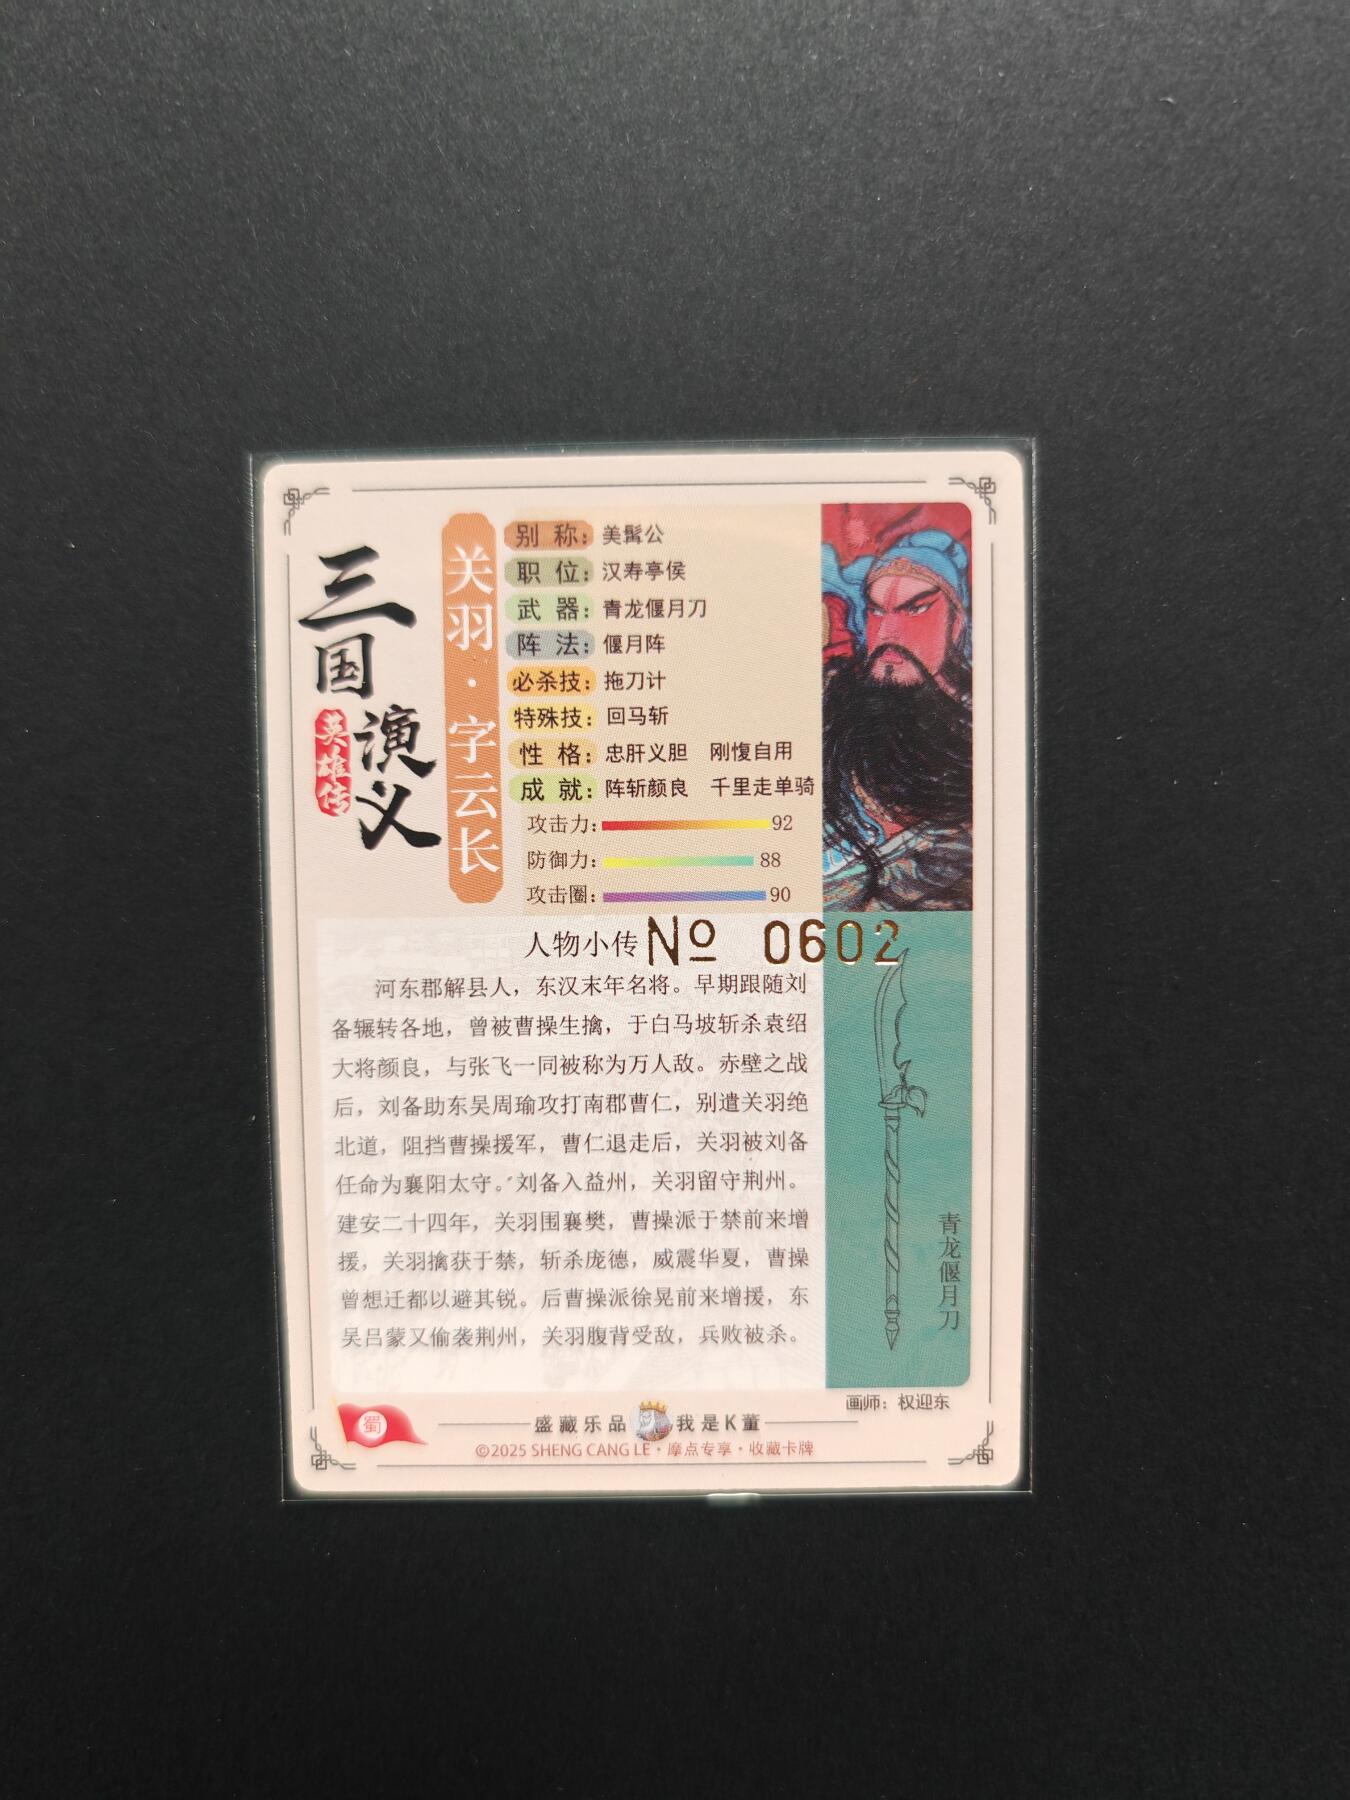 三国演义
英雄传
关羽·字云长
别称：美髯公
职位：汉寿亭侯
武器：青龙偃月刀
阵法：偃月阵
必杀技：拖刀计
特殊技：回马斩
性格：忠肝义胆 刚愎自用
成就：阵斩颜良 千里走单骑
攻击力：92
防御力：88
攻击圈：90
人物小传 № 0602
河东郡解县人，东汉末年名将。早期跟随刘
备辗转各地，曾被曹操生擒，于白马坡斩杀袁绍
大将颜良，与张飞一同被称为万人敌。赤壁之战
后，刘备助东吴周瑜攻打南郡曹仁，别遣关羽绝
北道，阻挡曹操援军，曹仁退走后，关羽被刘备
任命为襄阳太守。刘备入益州，关羽留守荆州。
建安二十四年，关羽围襄樊，曹操派于禁前来增
援，关羽擒获于禁，斩杀庞德，威震华夏，曹操
曾想迁都以避其锐。后曹操派徐晃前来增援，东
吴吕蒙又偷袭荆州，关羽腹背受敌，兵败被杀。
青龙偃月刀
画师：权迎东
蜀
盛藏乐品 我是K董
©2025 SHENG CANG LE·摩点专享·收藏卡牌